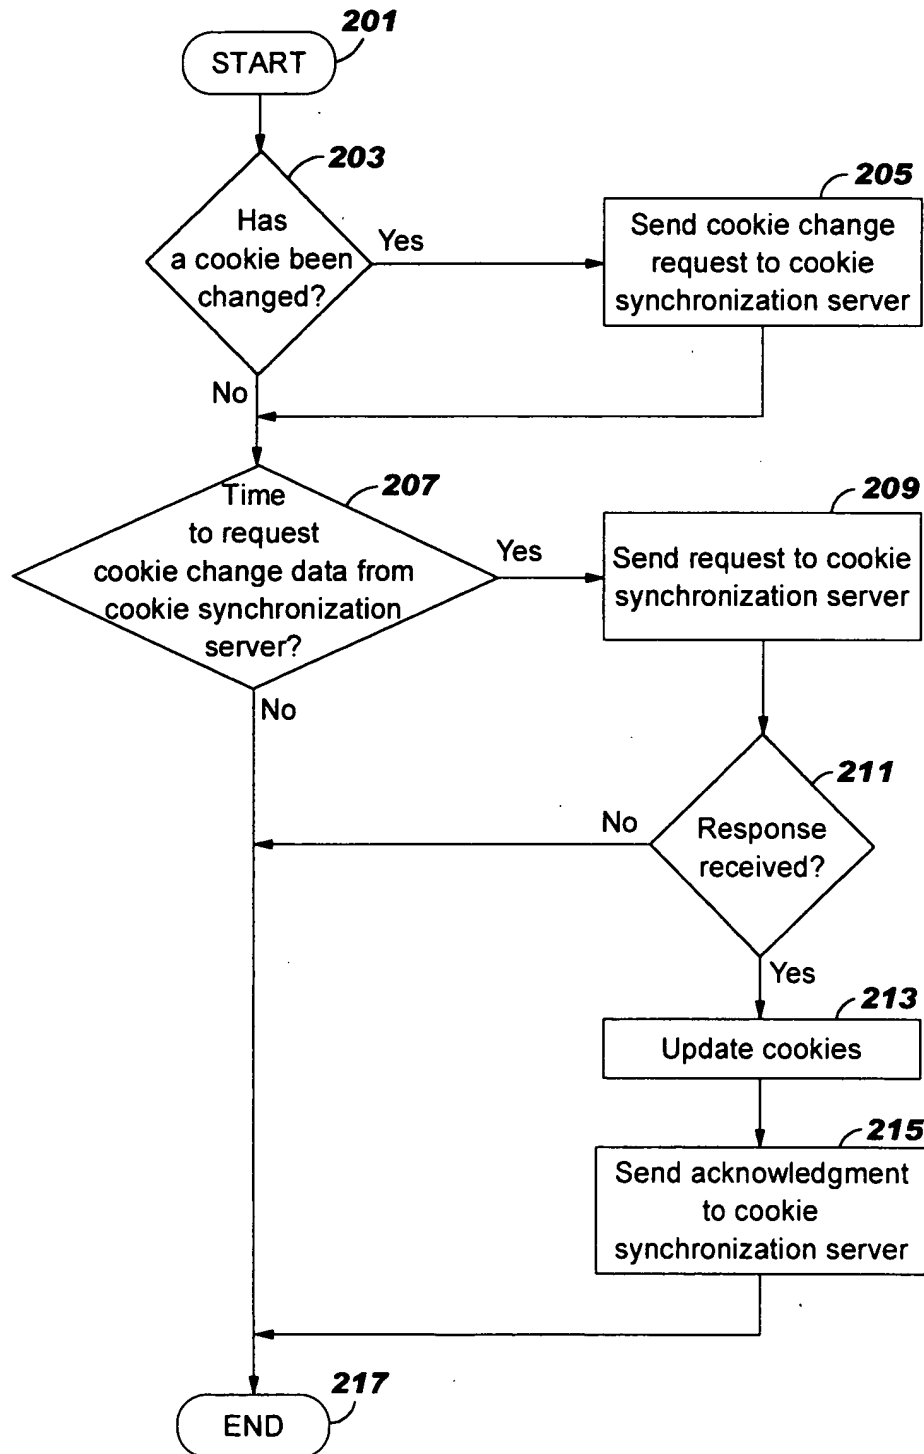 201
START
203
Has
a cookie been
changed?
Yes
205
Send cookie change
request to cookie
synchronization server
No
207
Time
to request
cookie change data from
cookie synchronization
server?
Yes
209
Send request to cookie
synchronization server
No
211
Response
received?
No
Yes
213
Update cookies
215
Send acknowledgment
to cookie
synchronization server
217
END